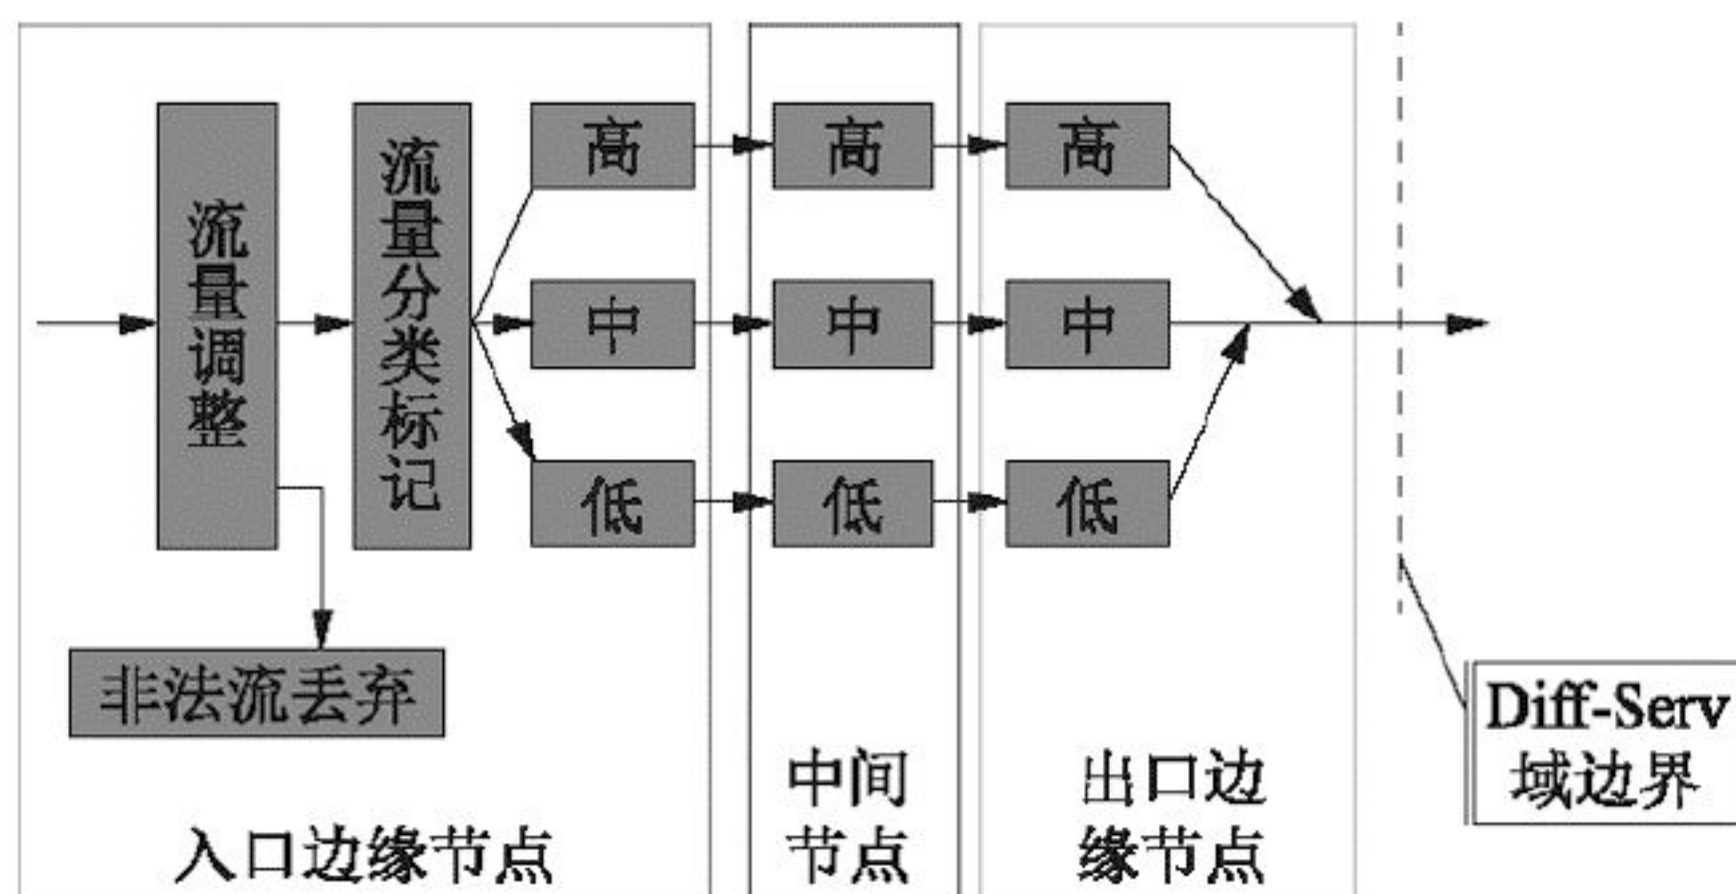 流量调整
流量分类标记
高
高
高
中
中
中
低
低
低
非法流丢弃
入口边缘节点
中间
节点
出口边
缘节点
Diff-Serv
域边界